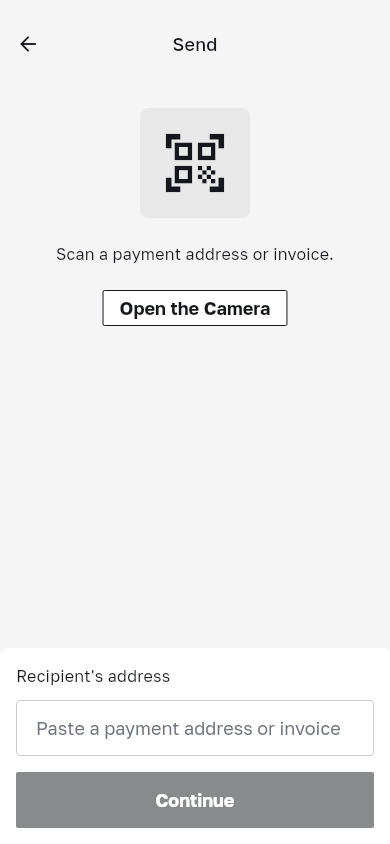 Send
Scan a payment address or invoice.
Open the Camera
Recipient's address
Paste a payment address or invoice
Continue